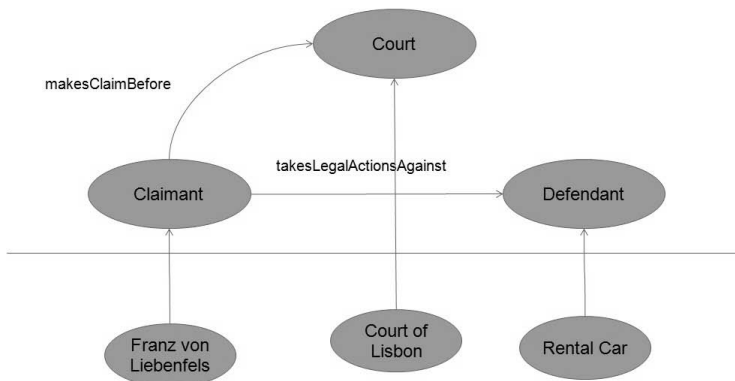 Court
makesClaimBefore
takesLegalActionsAgainst
Claimant
Defendant
Franz von
Liebenfels
Court of
Lisbon
Rental Car